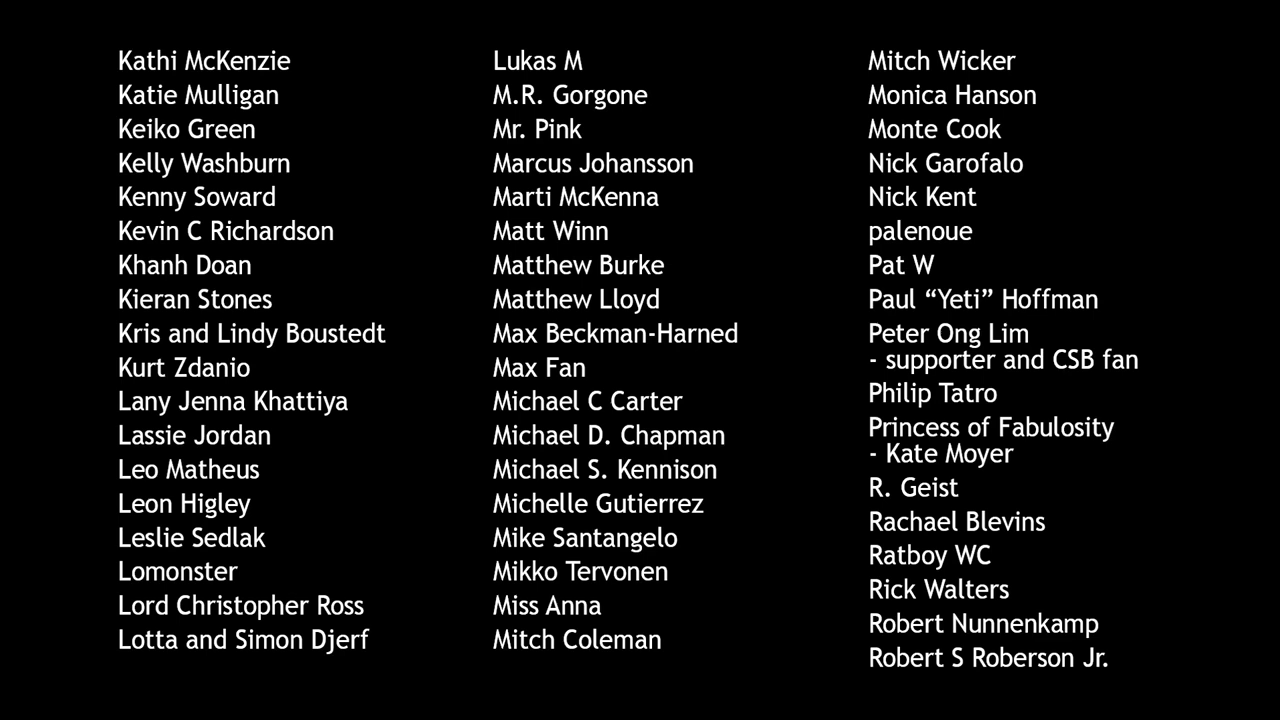 Kathi McKenzie
Katie Mulligan
Keiko Green
Kelly Washburn
Kenny Soward
Kevin C Richardson
Khanh Doan
Kieran Stones
Kris and Lindy Boustedt
Kurt Zdanio
Lany Jenna Khattiya
Lassie Jordan
Leo Matheus
Leon Higley
Leslie Sedlak
Lomonster
Lord Christopher Ross
Lotta and Simon Djerf
Lukas M
M.R. Gorgone
Mr. Pink
Marcus Johansson
Marti McKenna
Matt Winn
Matthew Burke
Matthew Lloyd
Max Beckman-Harned
Max Fan
Michael C Carter
Michael D. Chapman
Michael S. Kennison
Michelle Gutierrez
Mike Santangelo
Mikko Tervonen
Miss Anna
Mitch Coleman
Mitch Wicker
Monica Hanson
Monte Cook
Nick Garofalo
Nick Kent
palenoue
Pat W
Paul “Yeti” Hoffman
Peter Ong Lim
- supporter and CSB fan
Philip Tatro
Princess of Fabulosity
- Kate Moyer
R. Geist
Rachael Blevins
Ratboy WC
Rick Walters
Robert Nunnenkamp
Robert S Roberson Jr.